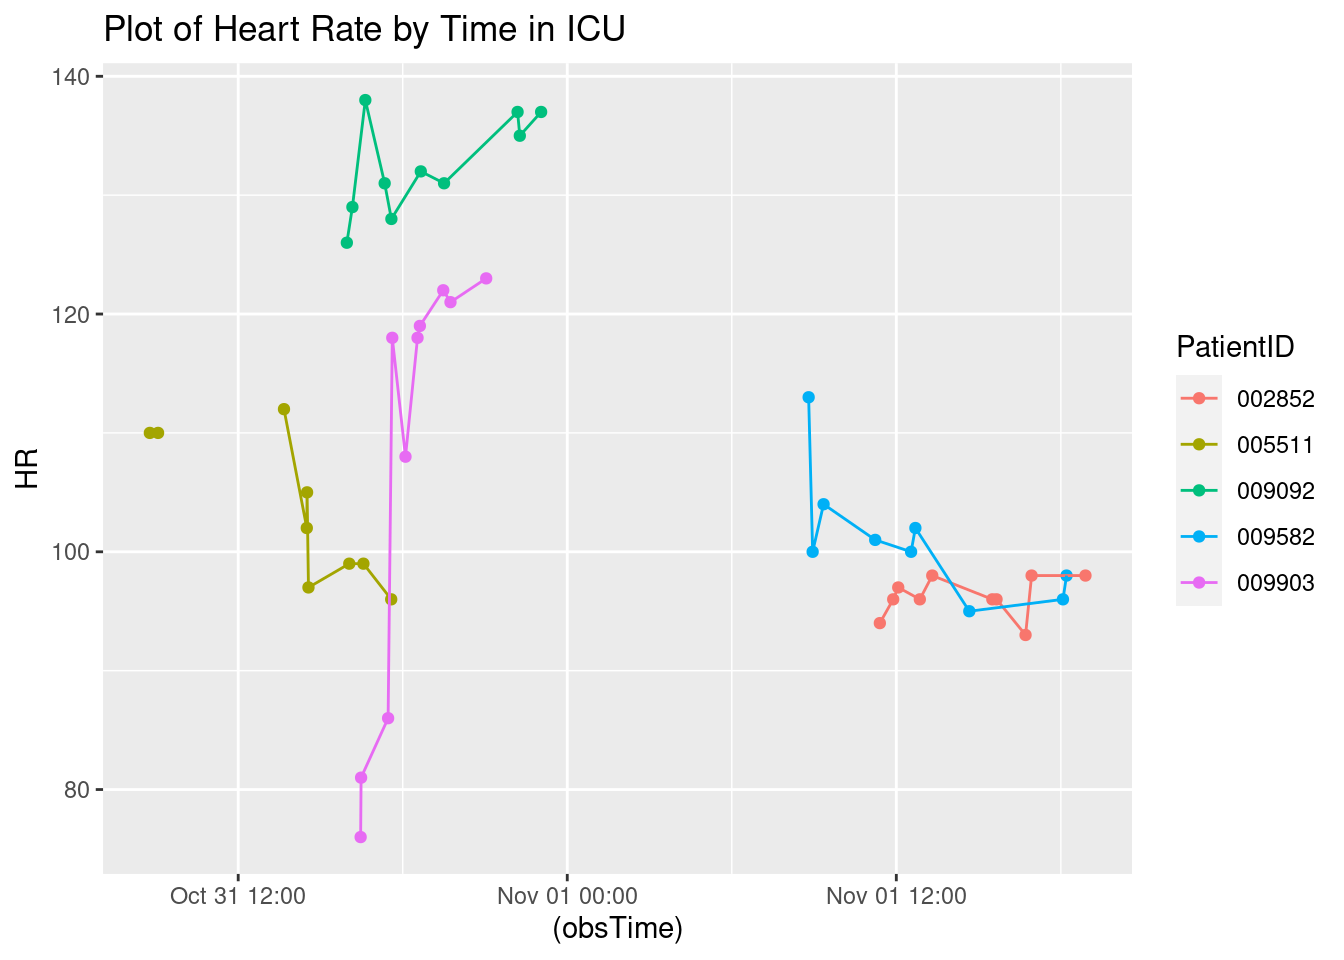 Plot of Heart Rate by Time in ICU
140
120
100
80
HR
Oct 31 12:00
Nov 01 00:00
Nov 01 12:00
(obsTime)
PatientID
002852
005511
009092
009582
009903